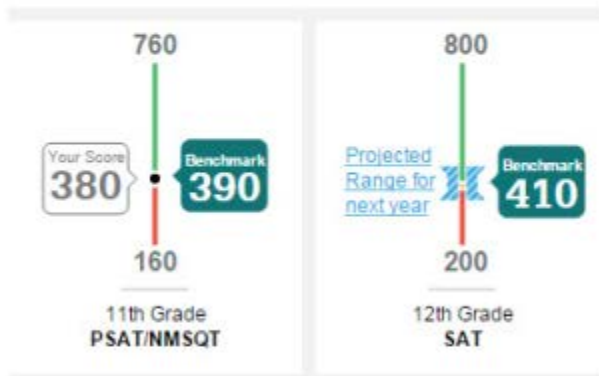 760
Your Score
380
Benchmark
390
160
11th Grade
PSAT/NMSQT
800
Projected
Range for
next year
Benchmark
410
200
12th Grade
SAT